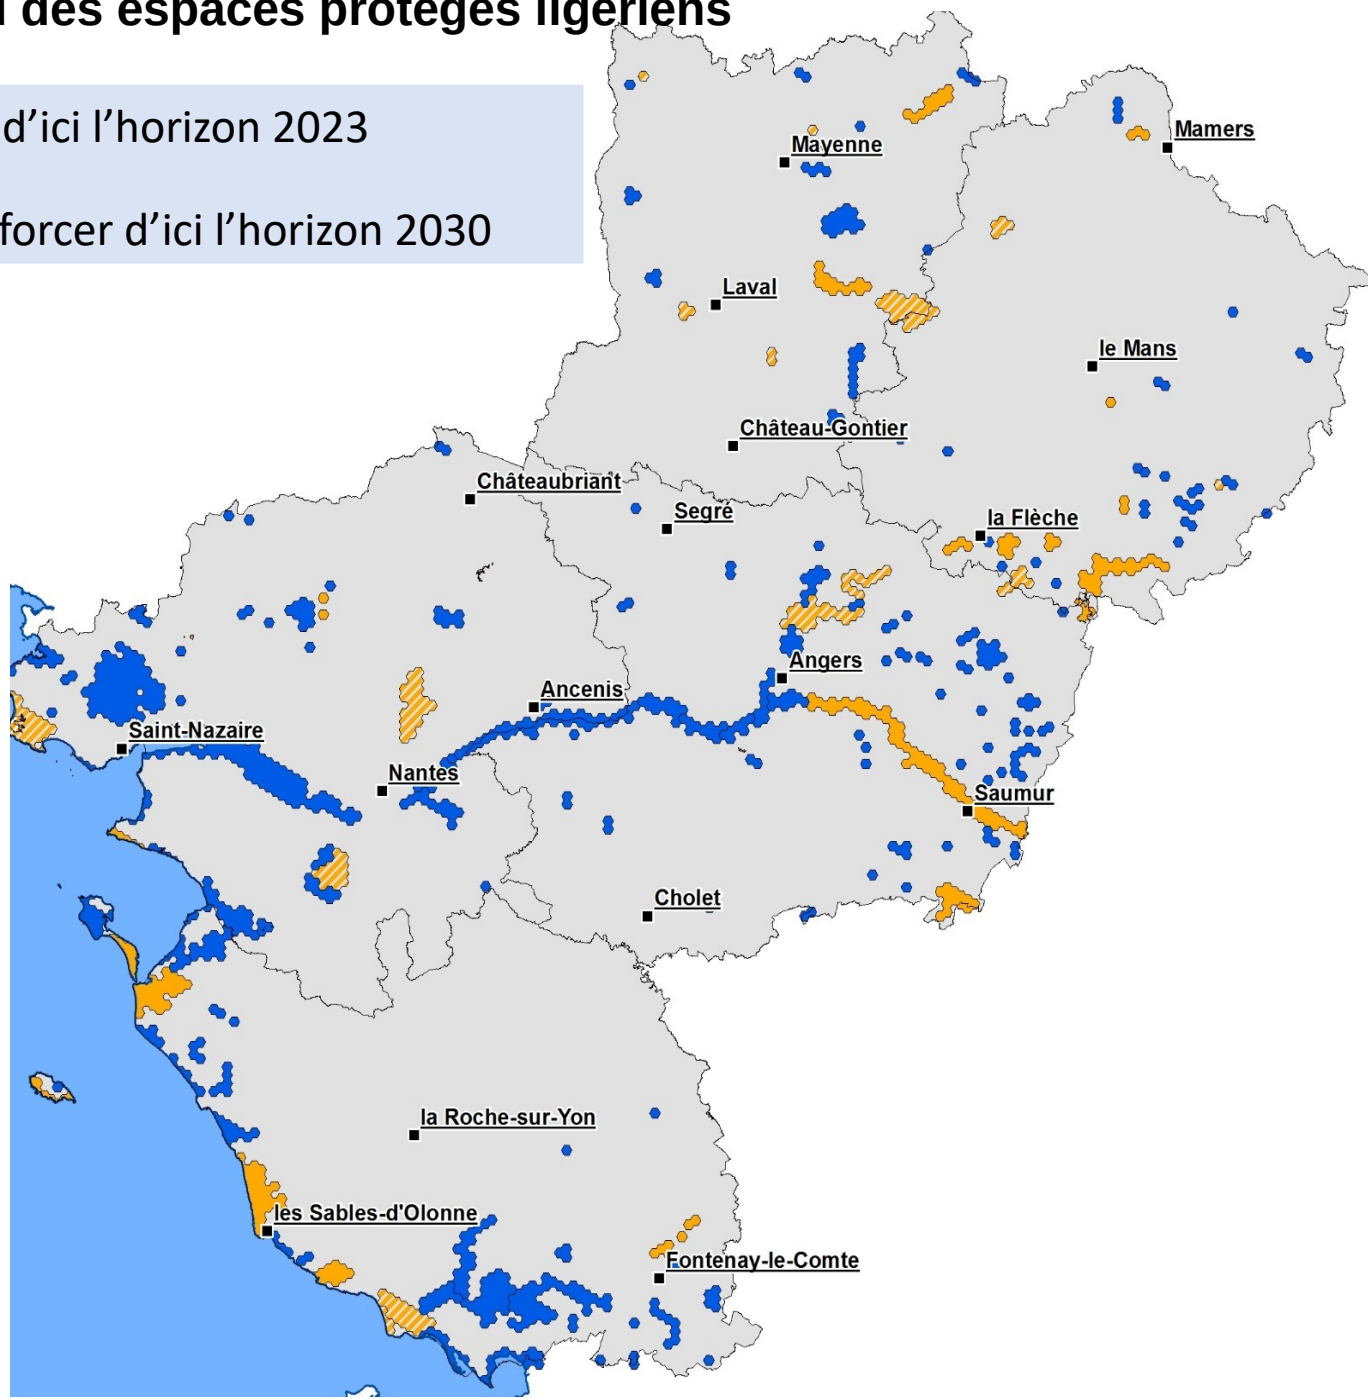 des espaces protégés ligériens
d’ici l’horizon 2023
forcer d’ici l’horizon 2030
Mamers
Mayenne
Laval
le Mans
Château-Gontier
Châteaubriant
Segré
la Flèche
Angers
Ancenis
Saint-Nazaire
Nantes
Saumur
Cholet
la Roche-sur-Yon
les Sables-d'Olonne
Fontenay-le-Comte